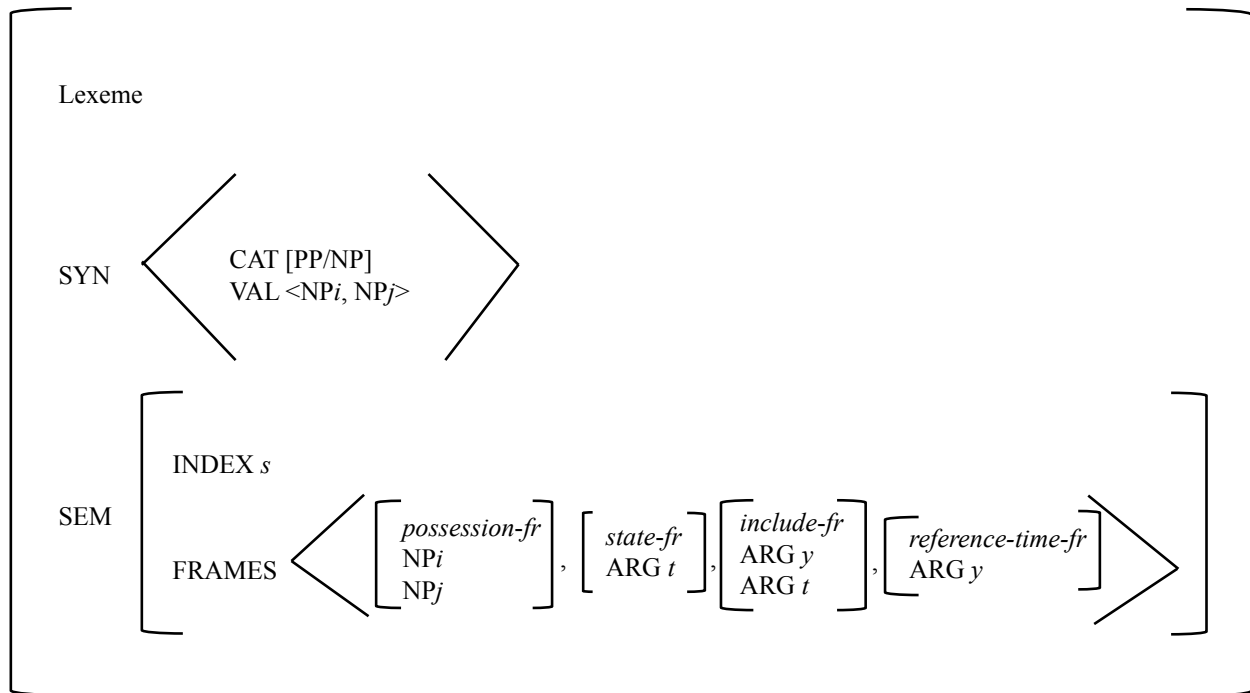 Lexeme
SYN
CAT [PP/NP]
VAL <NPi, NPj>
SEM
INDEX s
FRAMES
possession-fr
NPi
NPj
,
state-fr
ARG t
,
include-fr
ARG y
ARG t
,
reference-time-fr
ARG y